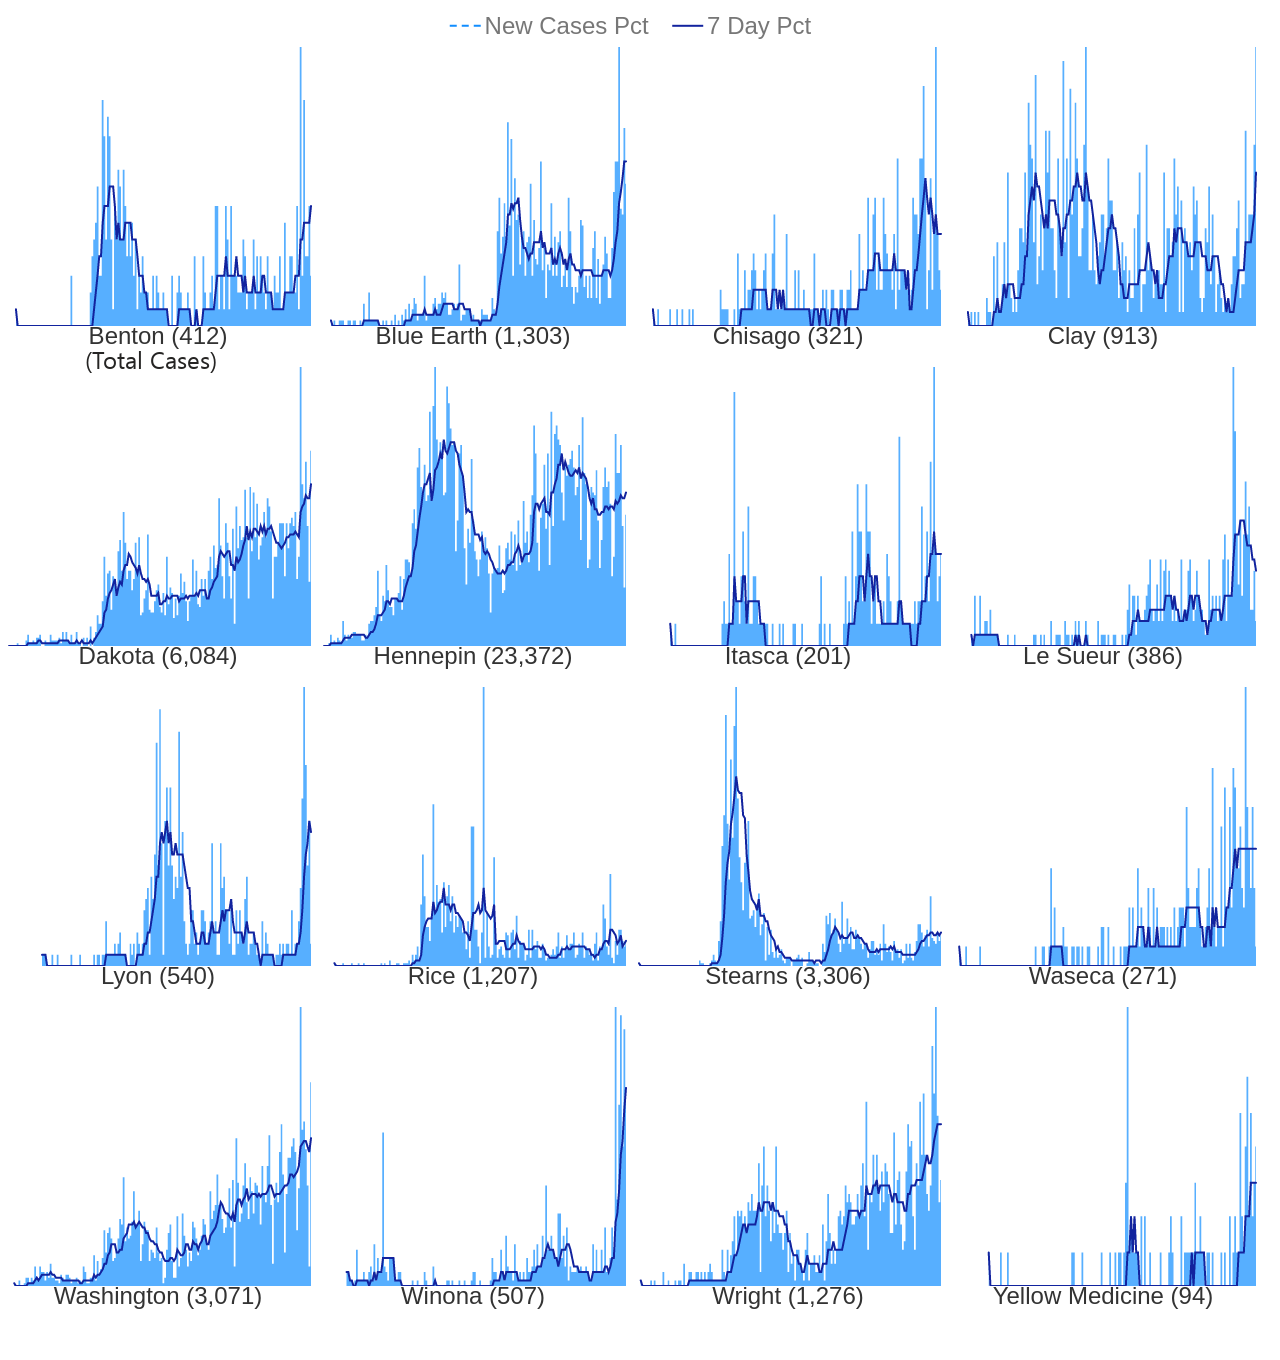 New Cases Pct 7 Day Pct
Benton (412) Blue Earth (1,303) Chisago (321) Clay (913)
(Total Cases)
Dakota (6,084) Hennepin (23,372) Itasca (201) Le Sueur (386)
Lyon (540) Rice (1,207) Stearns (3,306) Waseca (271)
Washington (3,071) Winona (507) Wright (1,276) Yellow Medicine (94)